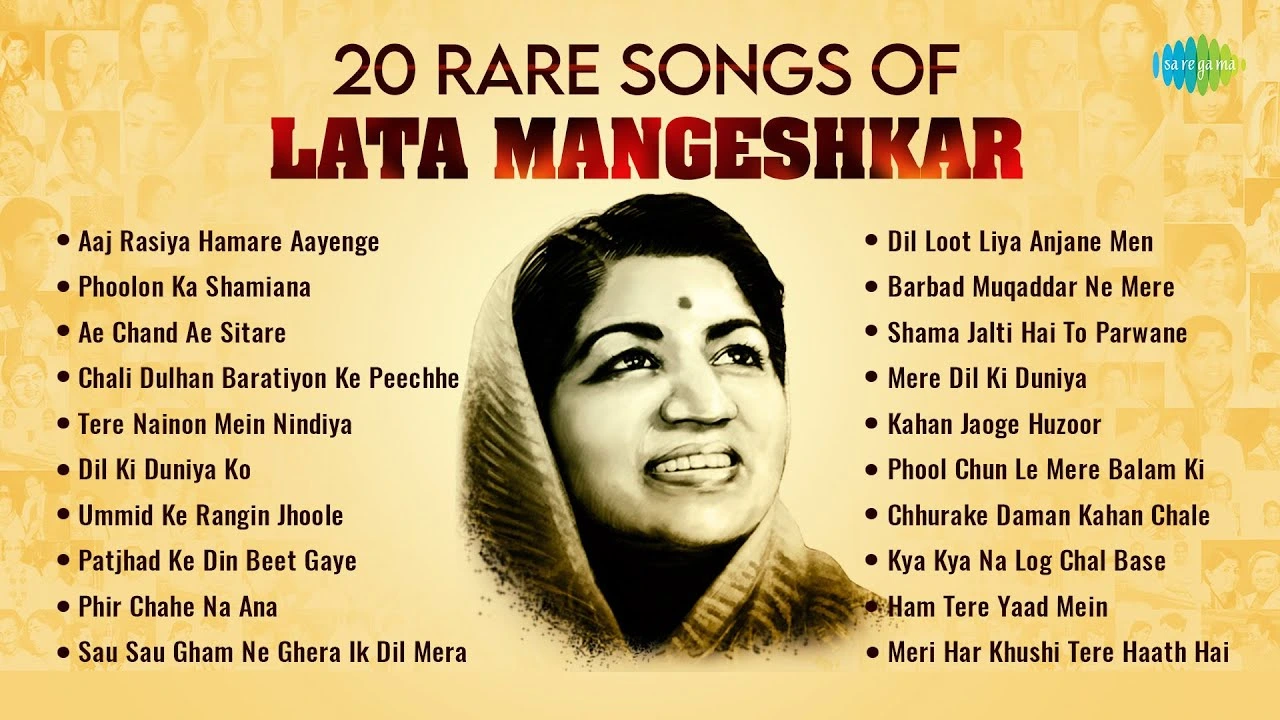 20 RARE SONGS OF
LATA MANGESHKAR
sa re ga ma
• Aaj Rasiya Hamare Aayenge
• Phoolon Ka Shamiana
• Ae Chand Ae Sitare
• Chali Dulhan Baratiyon Ke Peechhe
• Tere Nainon Mein Nindiya
• Dil Ki Duniya Ko
• Ummid Ke Rangin Jhoole
• Patjhad Ke Din Beet Gaye
• Phir Chahe Na Ana
• Sau Sau Gham Ne Ghera Ik Dil Mera
• Dil Loot Liya Anjane Men
• Barbad Muqaddar Ne Mere
• Shama Jalti Hai To Parwane
• Mere Dil Ki Duniya
• Kahan Jaoge Huzoor
• Phool Chun Le Mere Balam Ki
• Chhurake Daman Kahan Chale
• Kya Kya Na Log Chal Base
• Ham Tere Yaad Mein
• Meri Har Khushi Tere Haath Hai